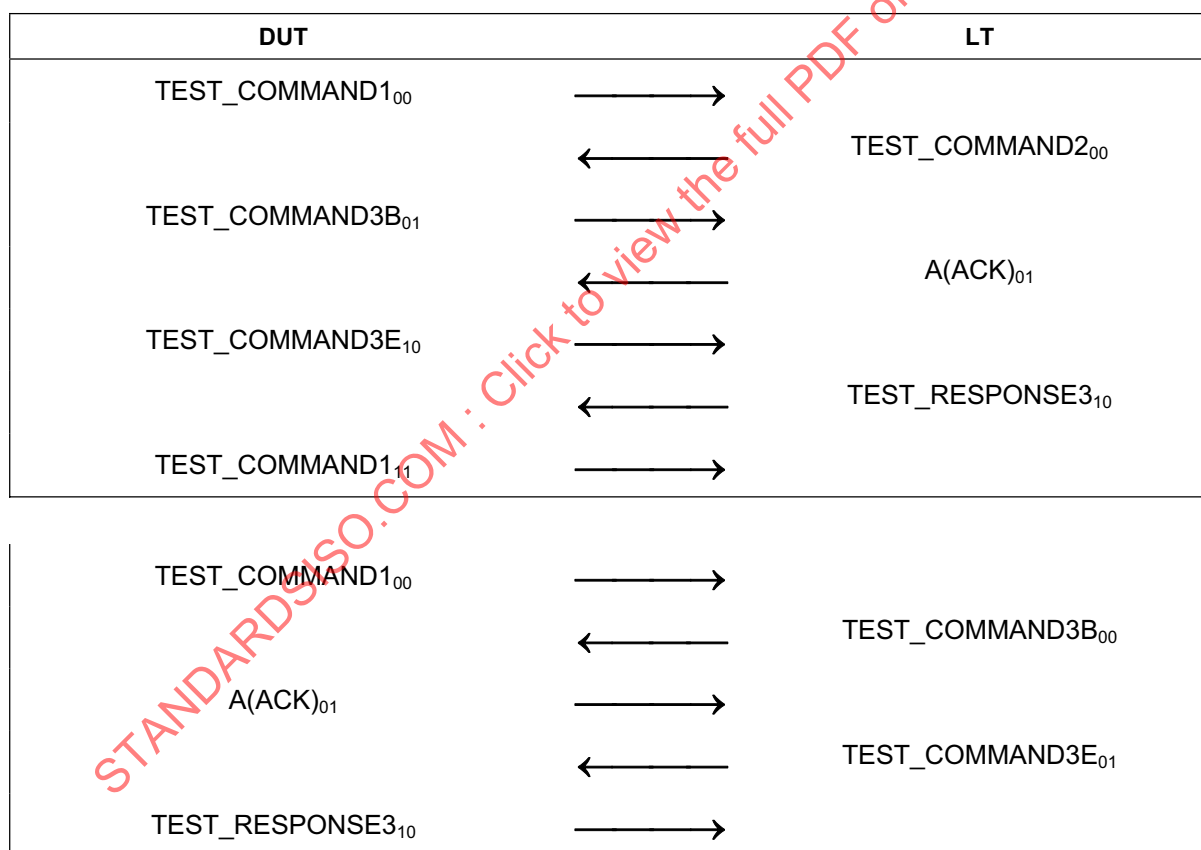 DUT LT
TEST_COMMAND1₀₀
TEST_COMMAND2₀₀
TEST_COMMAND3B₀₁
A(ACK)₀₁
TEST_COMMAND3E₁₀
TEST_RESPONSE3₁₀
TEST_COMMAND1₁₁
TEST_COMMAND1₀₀
TEST_COMMAND3B₀₀
A(ACK)₀₁
TEST_COMMAND3E₀₁
TEST_RESPONSE3₁₀
STANDARDSISO.COM : Click to view the full PDF of